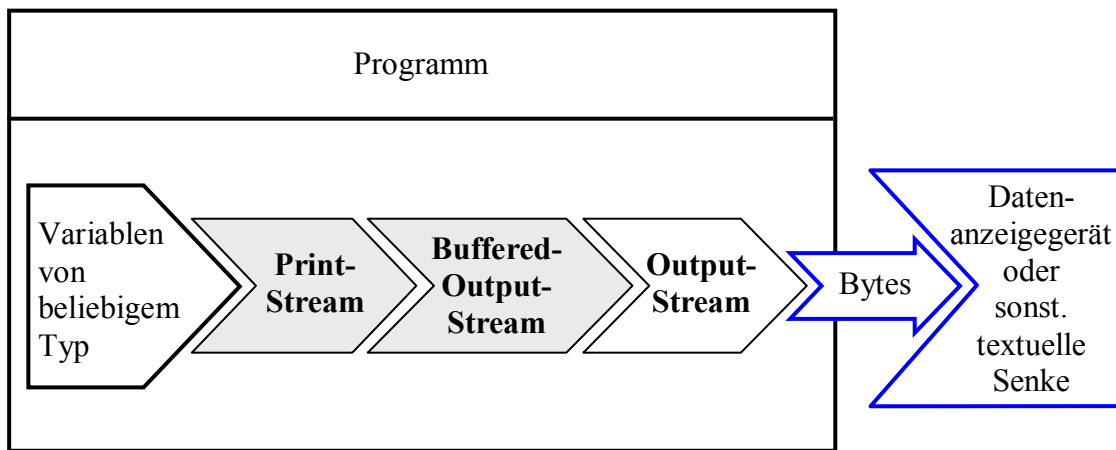 Programm
Variablen
von
beliebigem
Typ
Print-
Stream
Buffered-
Output-
Stream
Output-
Stream
Bytes
Daten-
anzeigegerät
oder
sonst.
textuelle
Senke